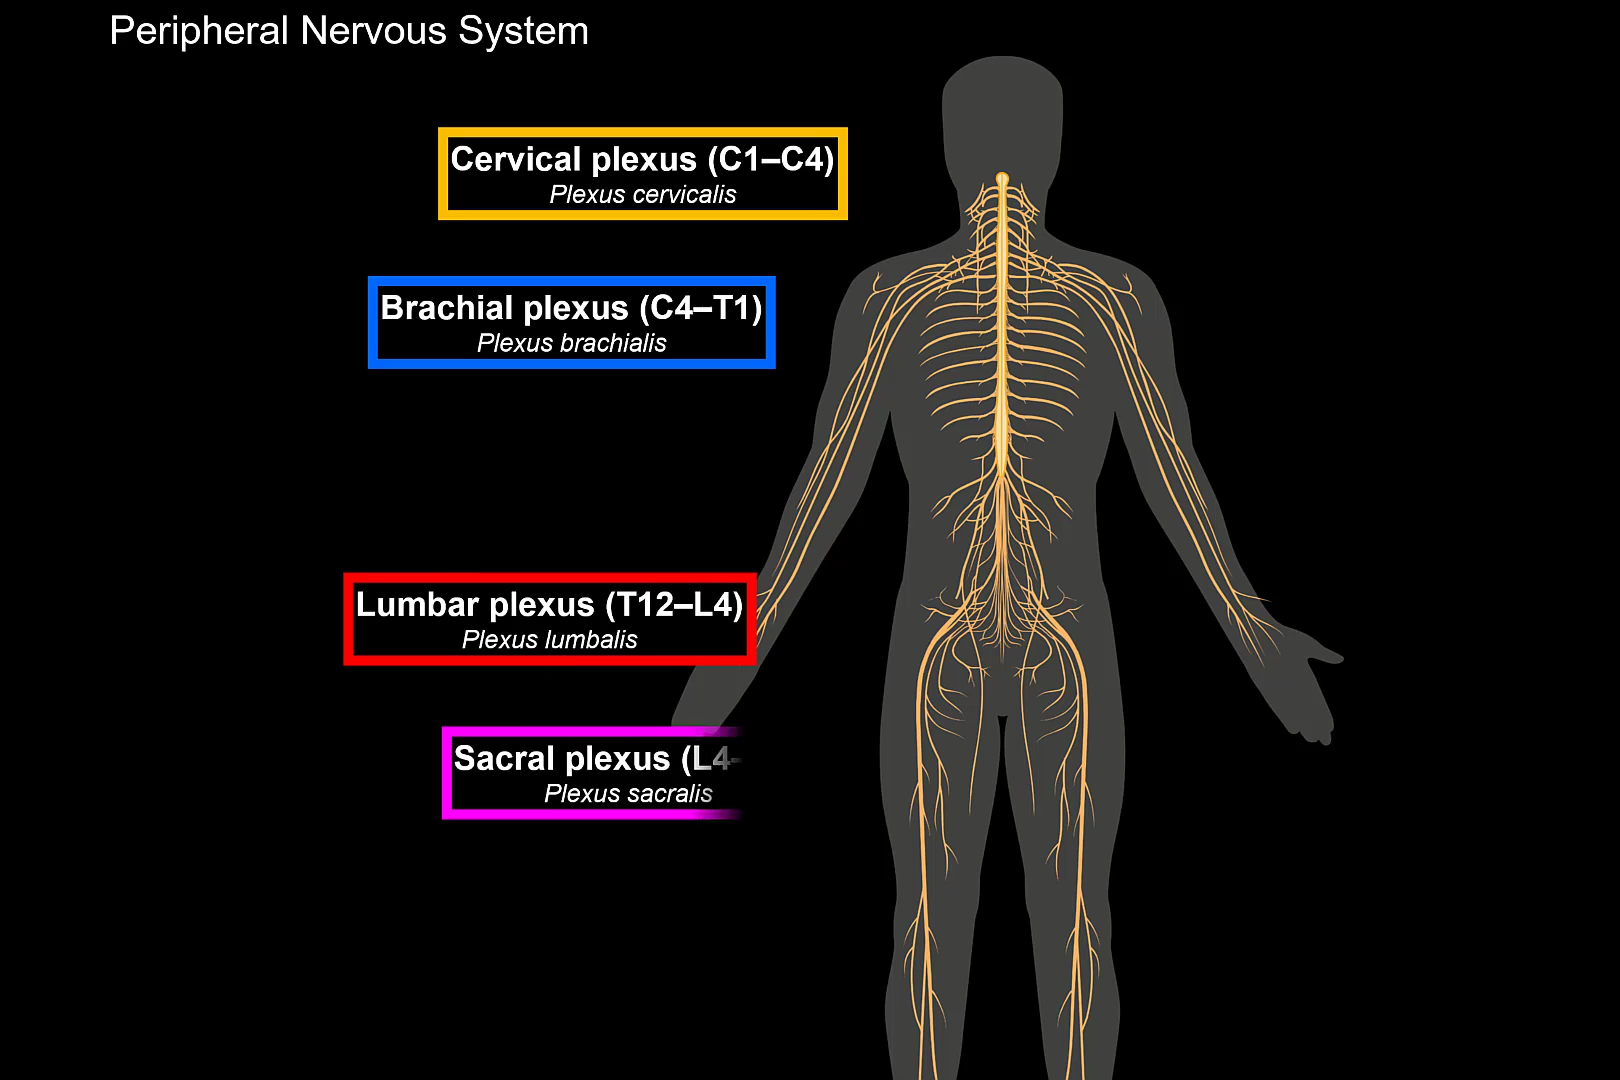 Peripheral Nervous System
Cervical plexus (C1–C4)
Plexus cervicalis
Brachial plexus (C4–T1)
Plexus brachialis
Lumbar plexus (T12–L4)
Plexus lumbalis
Sacral plexus (L4–
Plexus sacralis